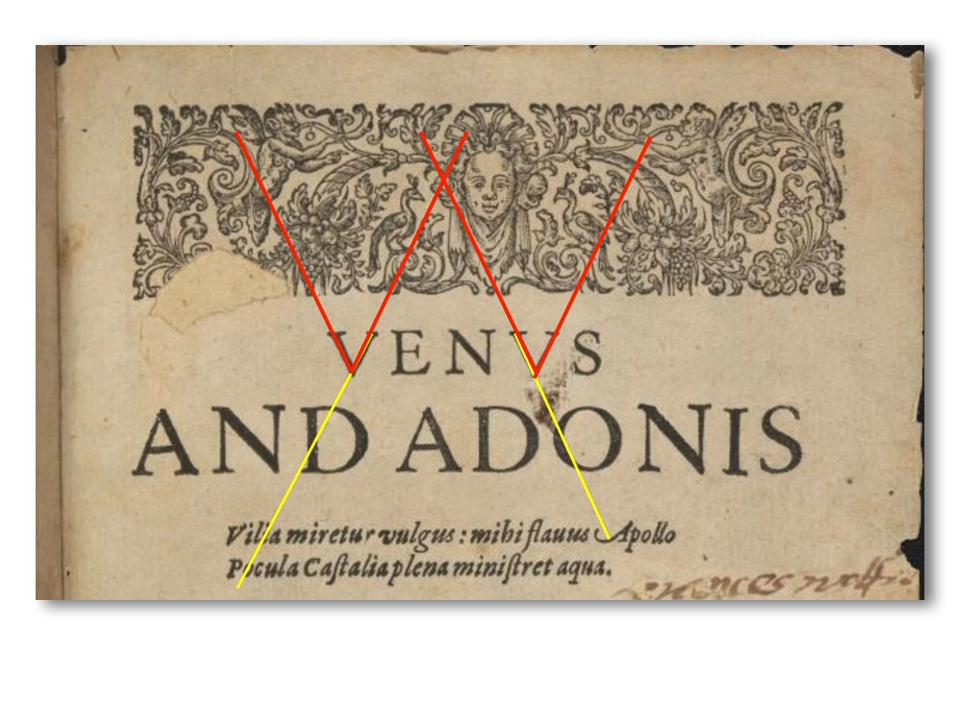 VENVS
AND ADONIS
Vilia miretur vulgus : mihi flauus Apollo
Pocula Caſtalia plena miniſtret aqua.